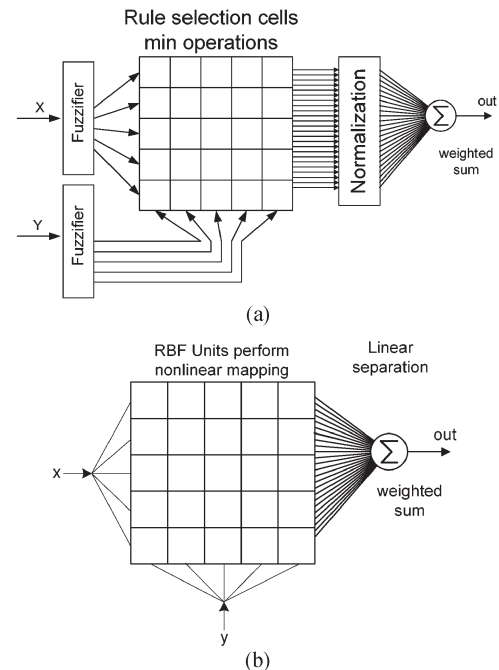 Rule selection cells
min operations
X
Fuzzifier
Normalization
Σ
out
weighted
sum
Y
Fuzzifier
(a)
RBF Units perform
nonlinear mapping
Linear
separation
x
Σ
out
weighted
sum
y
(b)